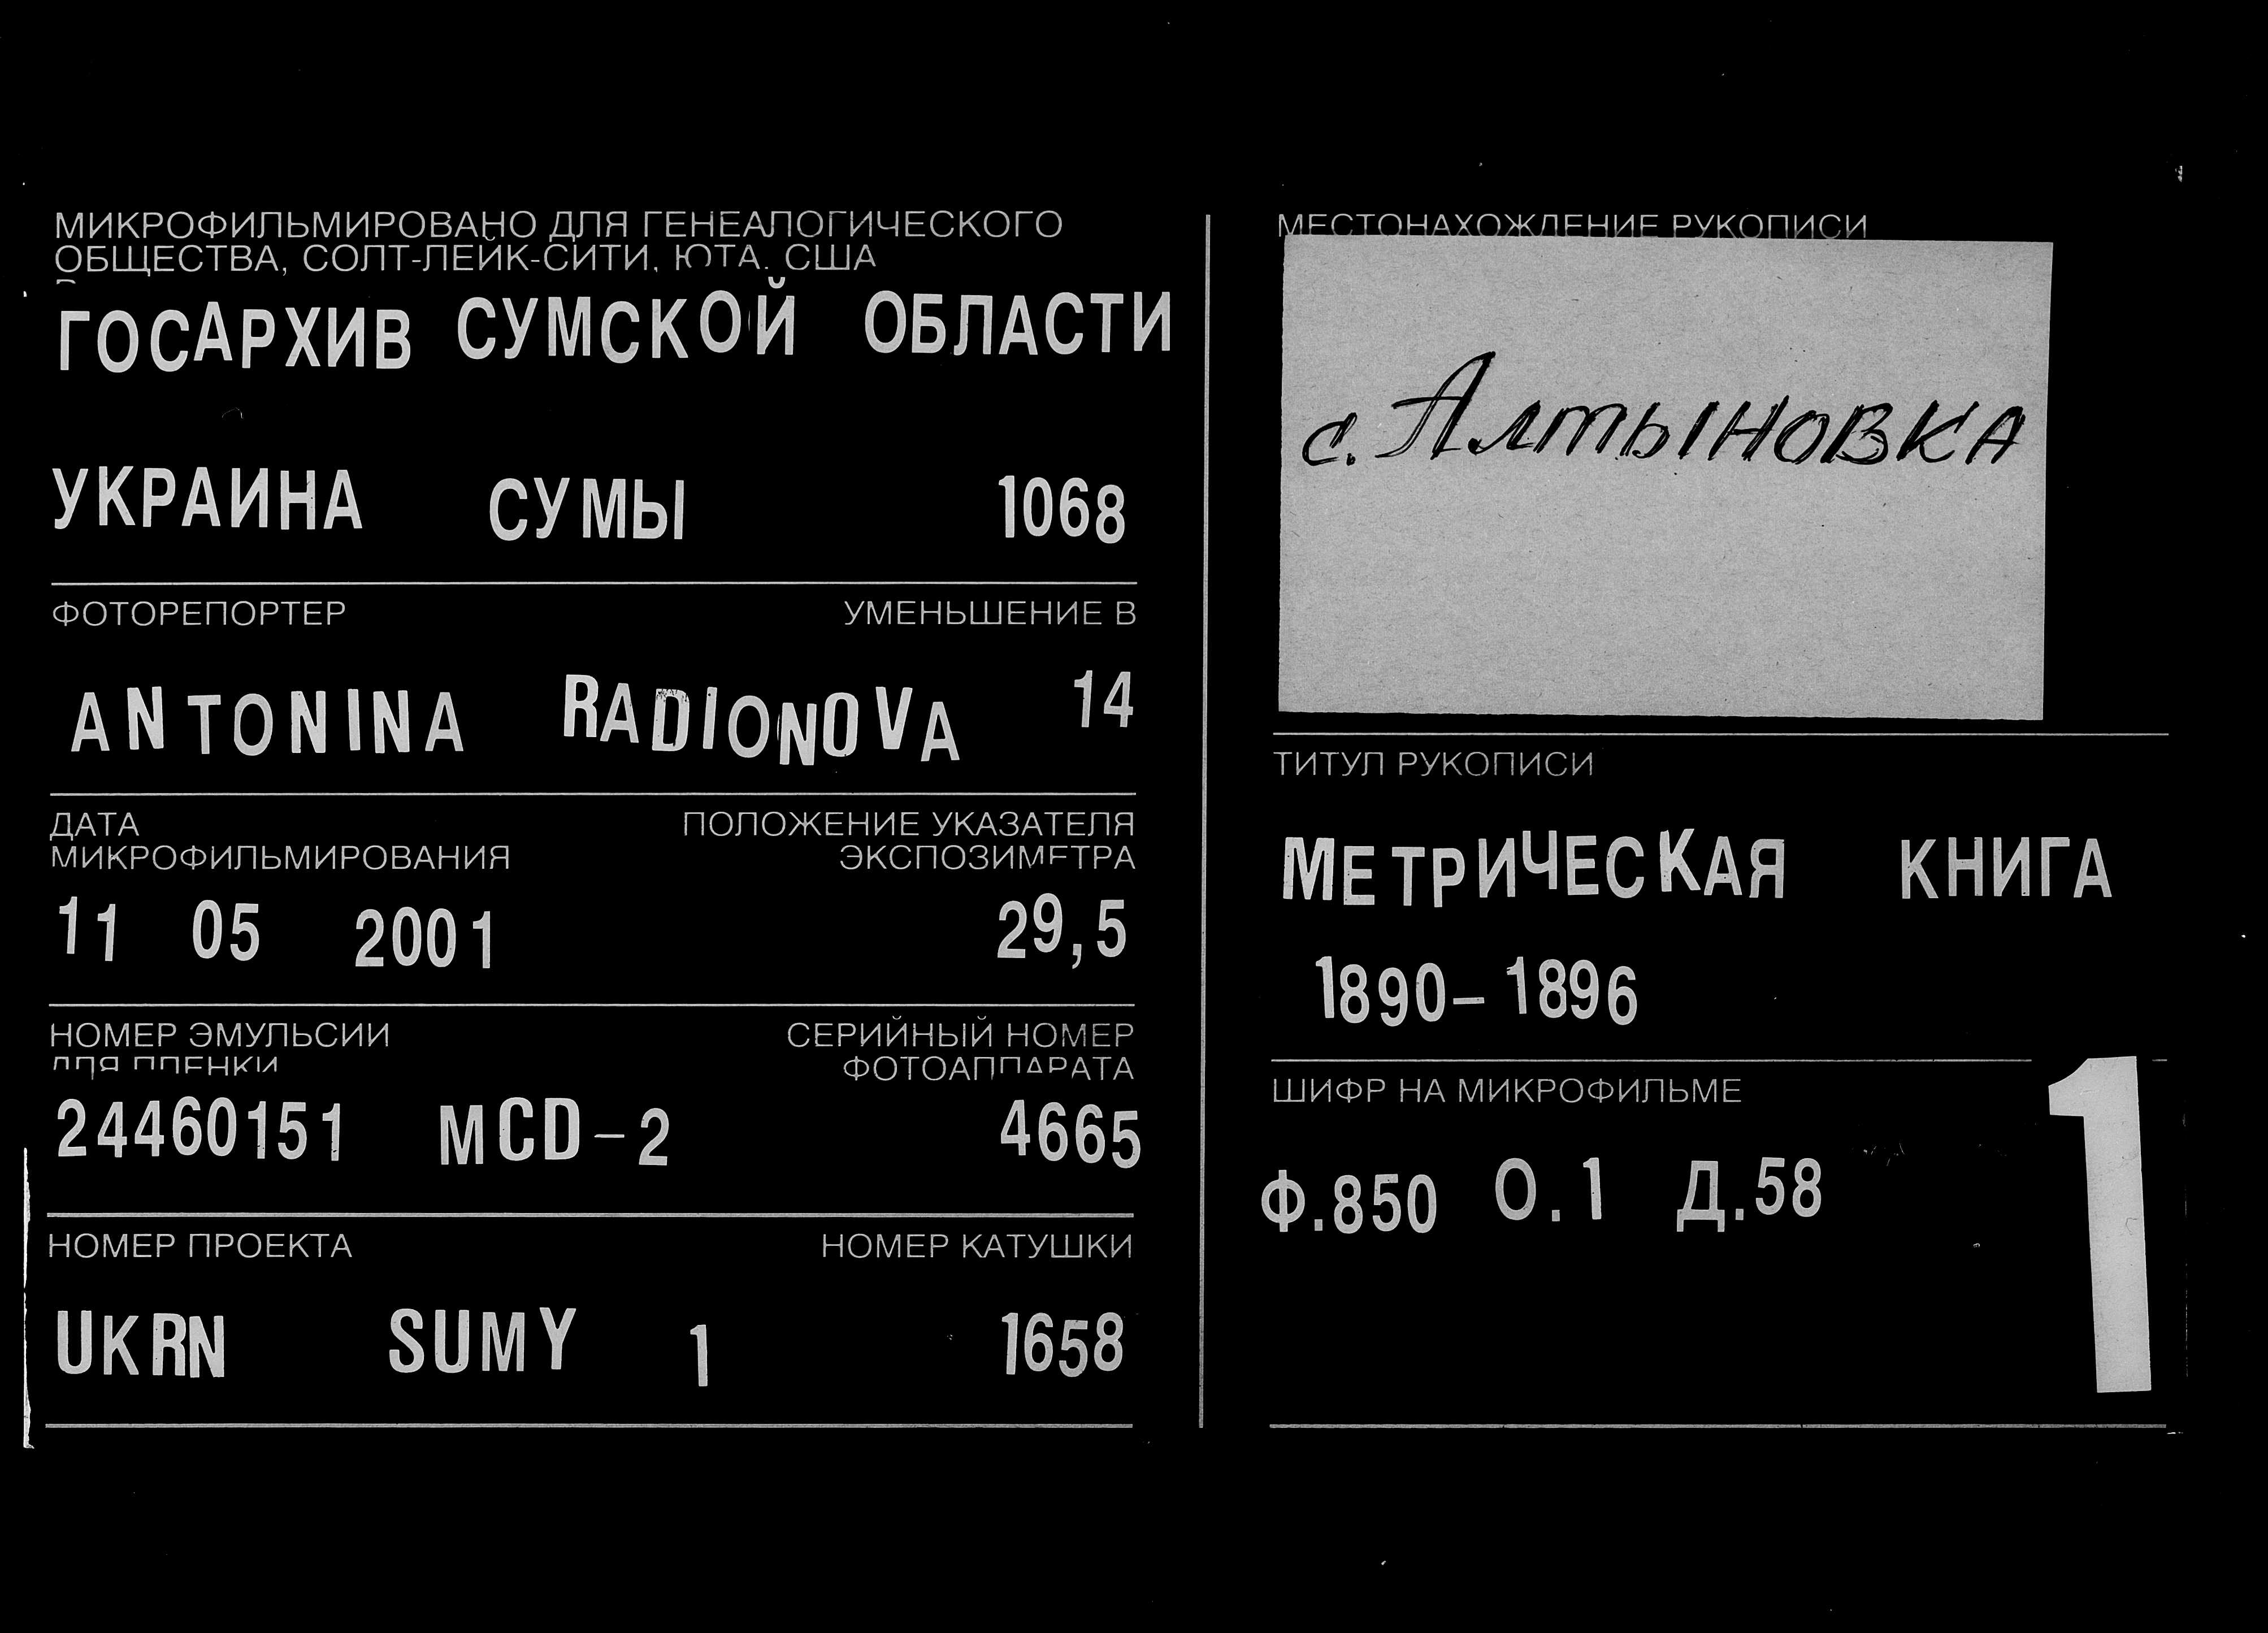 МИКРОФИЛЬМИРОВАНО ДЛЯ ГЕНЕАЛОГИЧЕСКОГО
ОБЩЕСТВА, СОЛТ-ЛЕЙК-СИТИ, ЮТА, США
ГОСАРХИВ СУМСКОЙ ОБЛАСТИ
УКРАИНА СУМЫ 1068
ФОТОРЕПОРТЕР УМЕНЬШЕНИЕ В
ANTONINA RADIONOVA 14
ДАТА ПОЛОЖЕНИЕ УКАЗАТЕЛЯ
МИКРОФИЛЬМИРОВАНИЯ ЭКСПОЗИМЕТРА
11 05 2001 29,5
НОМЕР ЭМУЛЬСИИ СЕРИЙНЫЙ НОМЕР
ДЛЯ ПЛЕНКИ ФОТОАППАРАТА
24460151 MCD-2 4665
НОМЕР ПРОЕКТА НОМЕР КАТУШКИ
UKRN SUMY 1 1658
МЕСТОНАХОЖДЕНИЕ РУКОПИСИ
с. Алтыновка
ТИТУЛ РУКОПИСИ
МЕТРИЧЕСКАЯ КНИГА
1890-1896
ШИФР НА МИКРОФИЛЬМЕ
Ф.850 О.1 Д.58
1